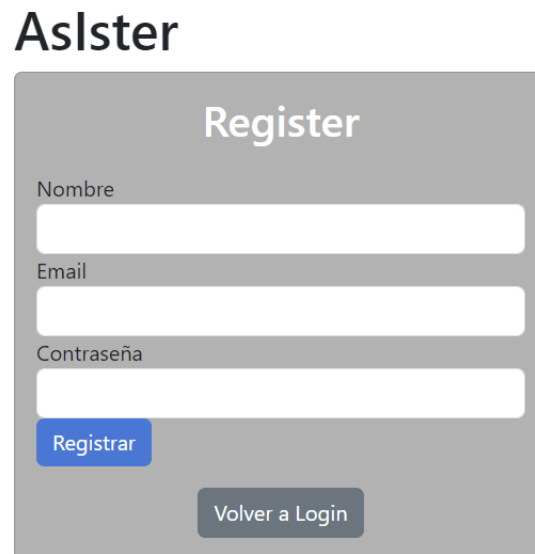 AsIster
Register
Nombre
Email
Contraseña
Registrar
Volver a Login